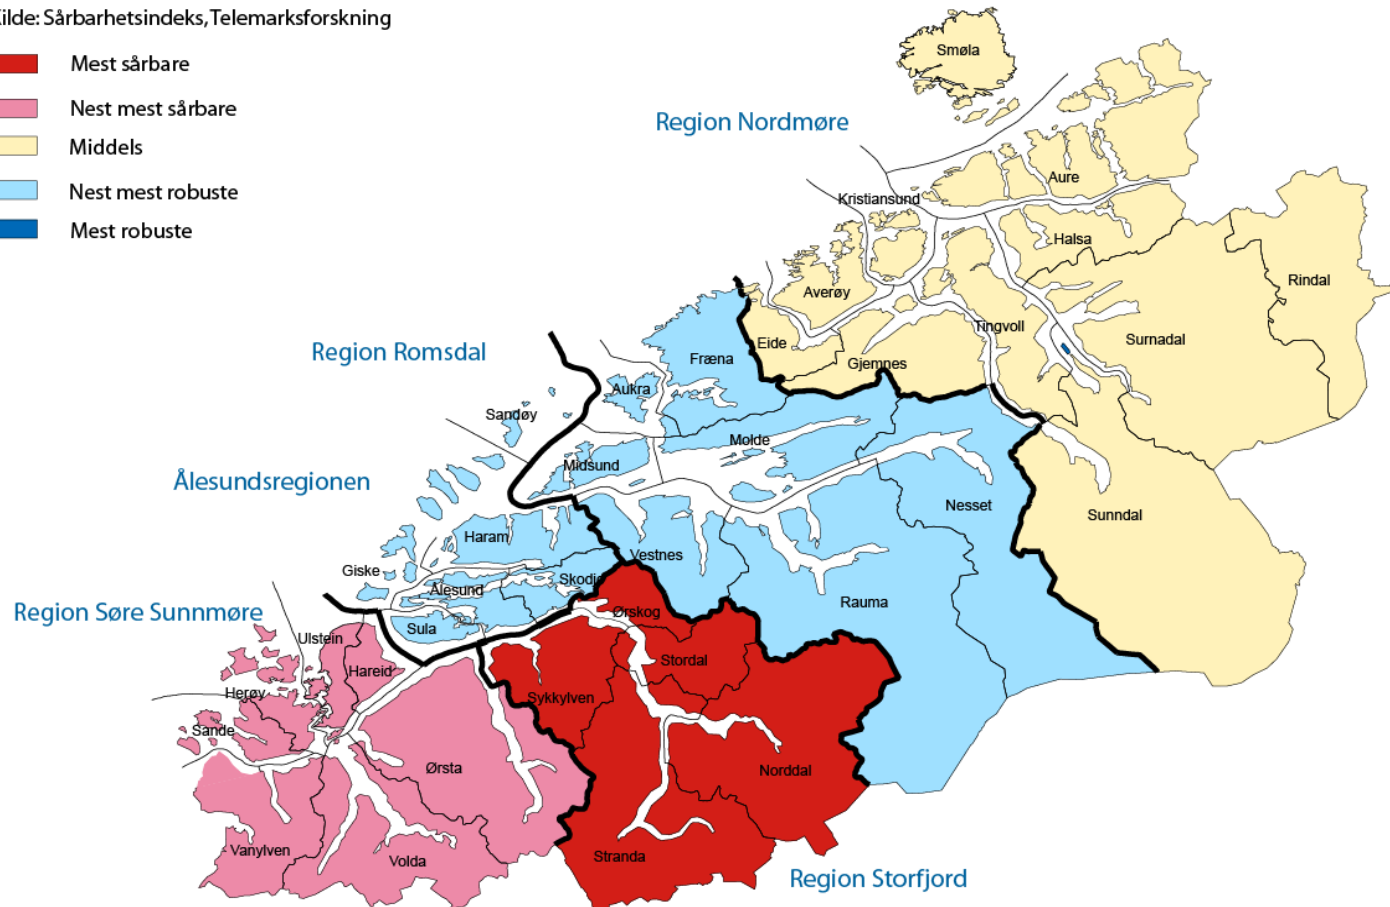 Kilde: Sårbarhetsindeks, Telemarksforskning
Mest sårbare
Nest mest sårbare
Middels
Nest mest robuste
Mest robuste
Smøla
Region Nordmøre
Aure
Kristiansund
Halsa
Rindal
Averøy
Tingvoll
Surnadal
Eide
Gjemnes
Region Romsdal
Fræna
Aukra
Sandøy
Molde
Midsund
Ålesundsregionen
Nesset
Sunndal
Haram
Vestnes
Giske
Skodje
Ålesund
Rauma
Region Søre Sunnmøre
Ørskog
Sula
Ulstein
Stordal
Hareid
Herøy
Sykkylven
Sande
Ørsta
Norddal
Vanylven
Volda
Stranda
Region Storfjord